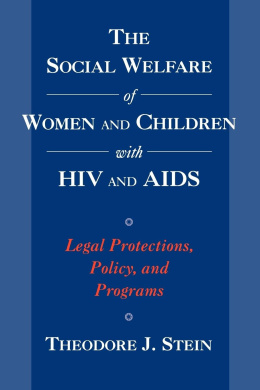 THE
SOCIAL WELFARE
of
WOMEN AND CHILDREN
with
HIV AND AIDS
Legal Protections,
Policy, and
Programs
THEODORE J. STEIN